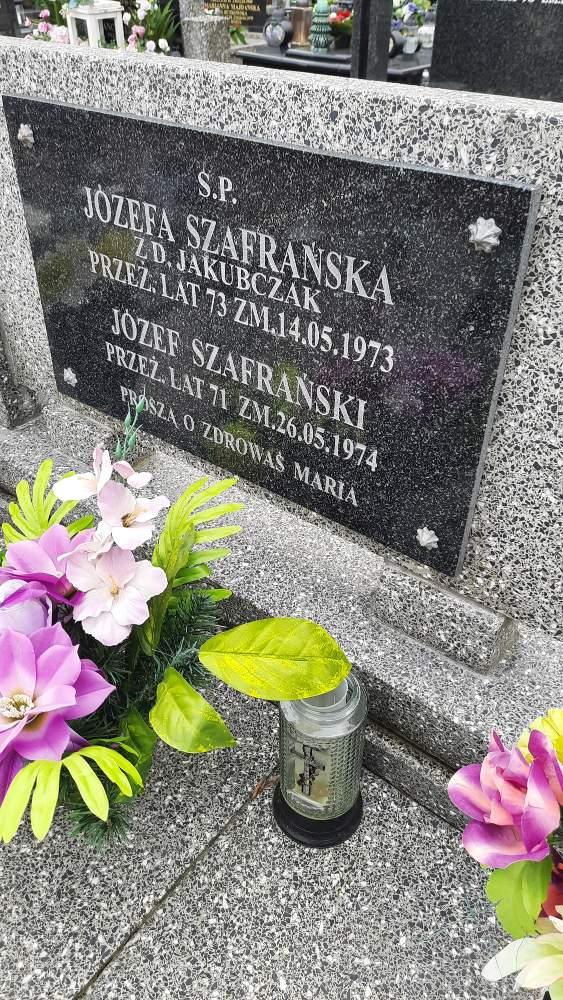 S.P.
JÓZEFA SZAFRAŃSKA
Z D. JAKUBCZAK
PRZEŻ. LAT 73 ZM.14.05.1973
JÓZEF SZAFRAŃSKI
PRZEŻ. LAT 71 ZM.26.05.1974
PROSZĄ O ZDROWAŚ MARIA